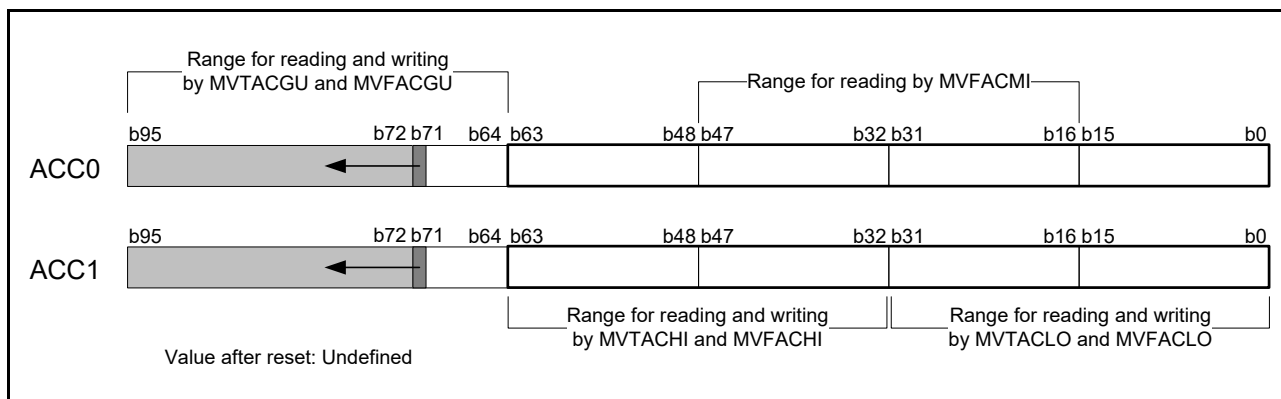 Range for reading and writing
by MVTACGU and MVFACGU
Range for reading by MVFACMI
b95 b72 b71 b64 b63 b48 b47 b32 b31 b16 b15 b0
ACC0
b95 b72 b71 b64 b63 b48 b47 b32 b31 b16 b15 b0
ACC1
Range for reading and writing
by MVTACHI and MVFACHI
Range for reading and writing
by MVTACLO and MVFACLO
Value after reset: Undefined